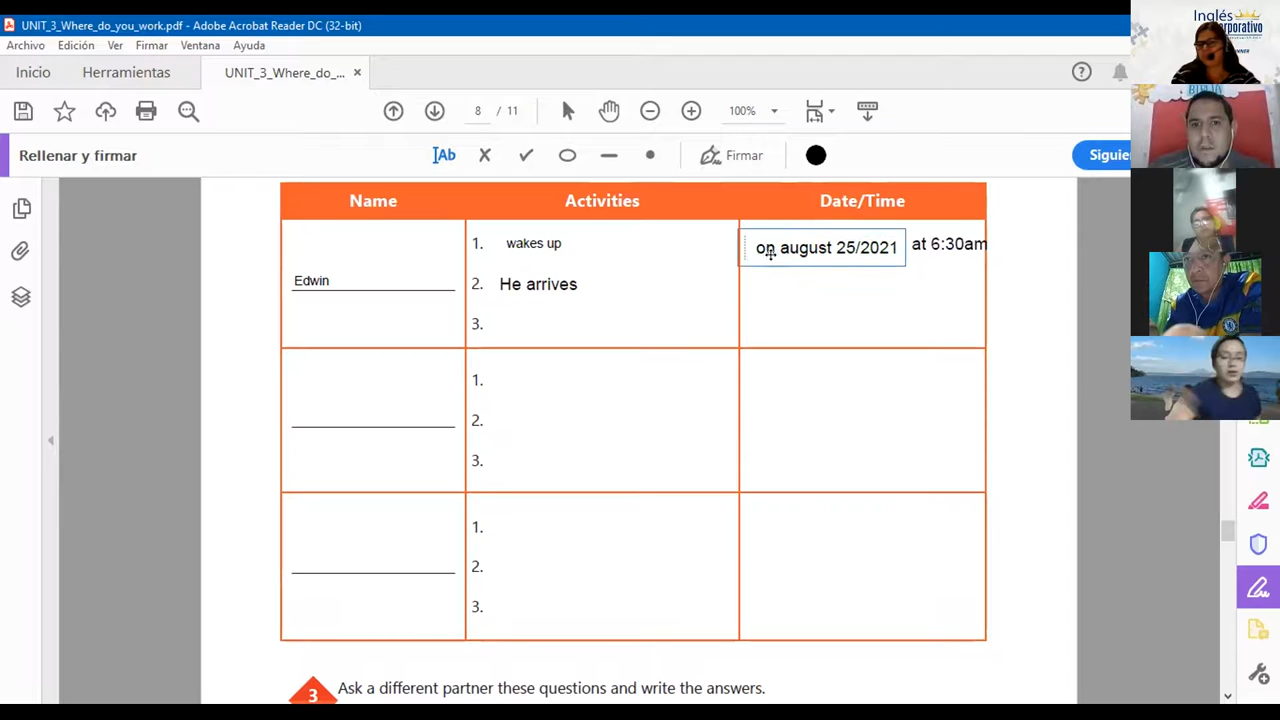 UNIT_3_Where_do_you_work.pdf - Adobe Acrobat Reader DC (32-bit)
Archivo Edición Ver Firmar Ventana Ayuda
Inicio Herramientas UNIT_3_Where_do_... ×
8 / 11 100%
Rellenar y firmar Ab Firmar Siguie
Name Activities Date/Time
1. wakes up on august 25/2021 at 6:30am
Edwin 2. He arrives
3.
1.
2.
3.
1.
2.
3.
3 Ask a different partner these questions and write the answers.
Inglés
orporativo